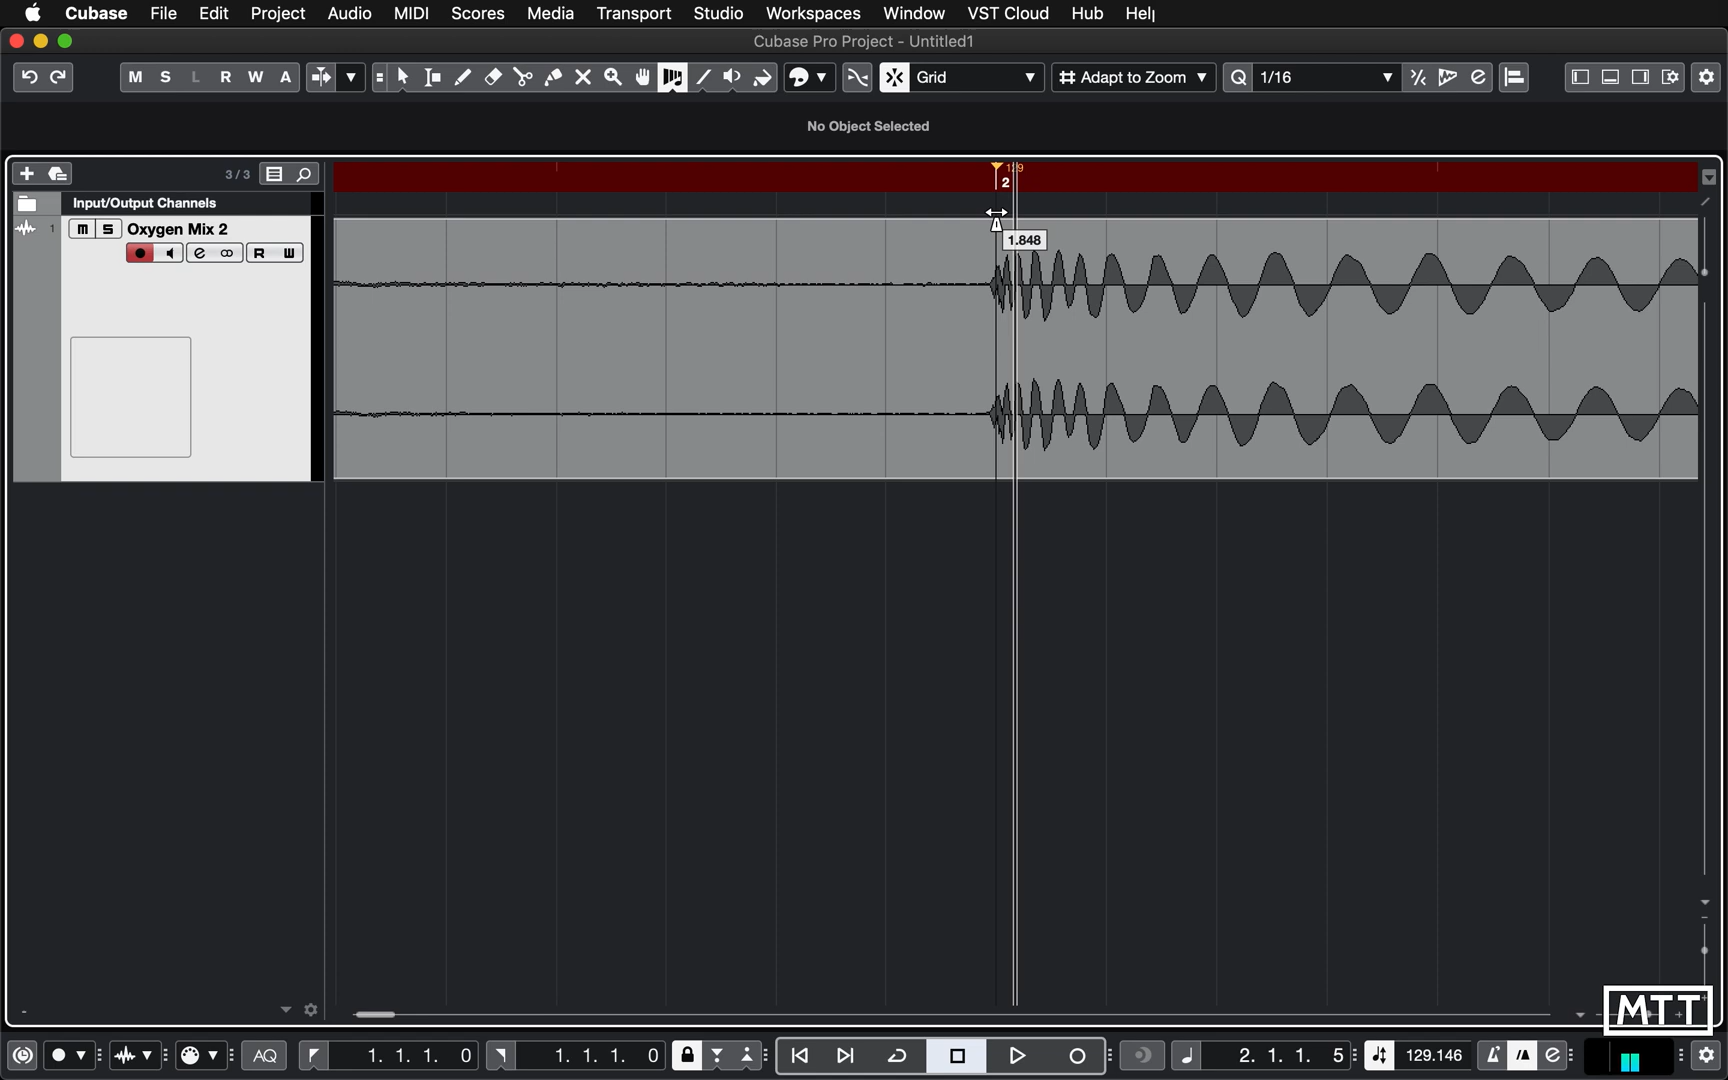 Cubase File Edit Project Audio MIDI Scores Media Transport Studio Workspaces Window VST Cloud Hub
Cubase Pro Project - Untitled1
M S L R W A Grid Adapt to Zoom Q 1/16 e
No Object Selected
3 / 3
2
Input/Output Channels
1 m S Oxygen Mix 2
e R
1.848
MTT
AQ 1. 1. 1. 0 1. 1. 1. 0 2. 1. 1. 5 129.146 e